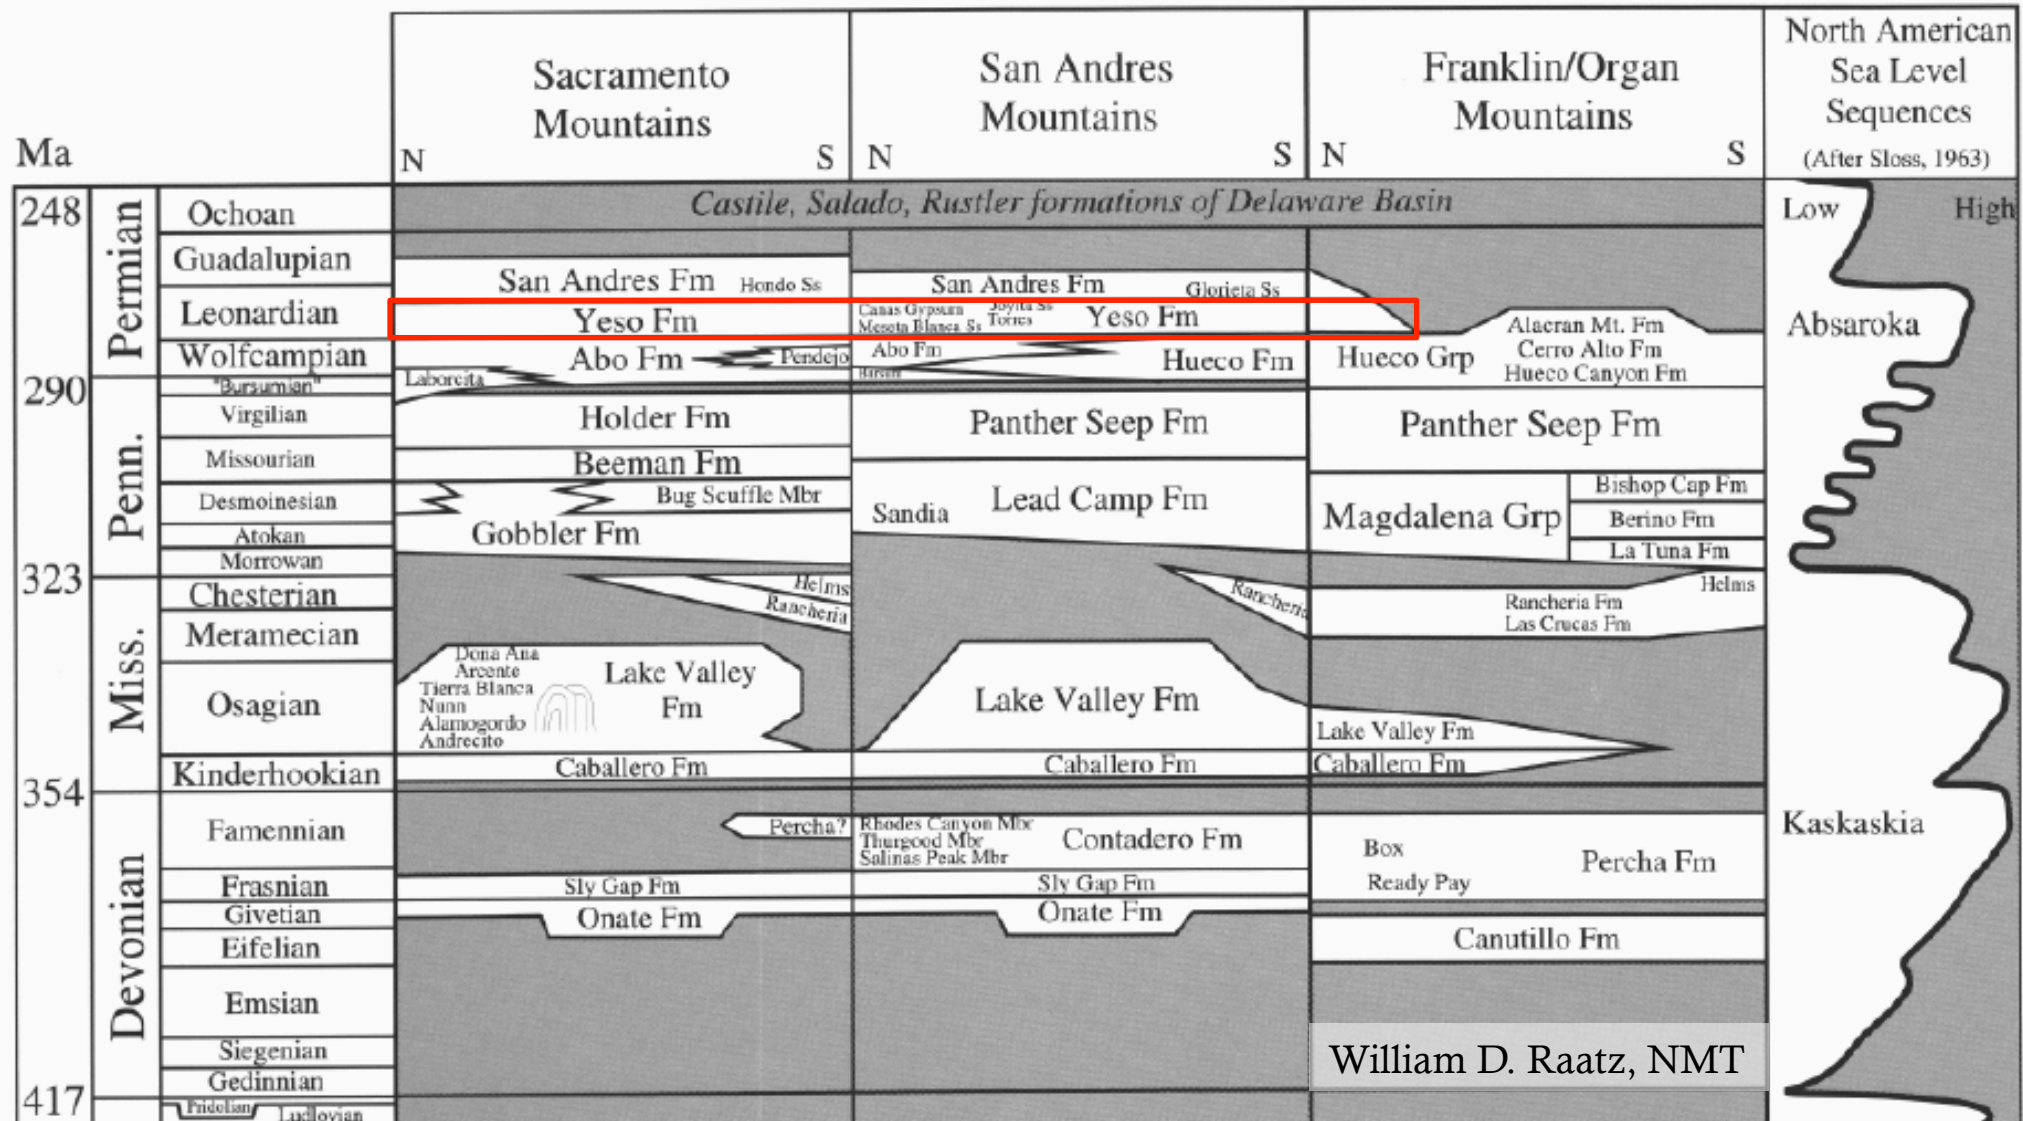 Sacramento
Mountains
San Andres
Mountains
Franklin/Organ
Mountains
North American
Sea Level
Sequences
(After Sloss, 1963)
Ma
N
S
N
S
N
S
248
Permian
Ochoan
Castile, Salado, Rustler formations of Delaware Basin
Low
High
Guadalupian
San Andres Fm
Hondo Ss
San Andres Fm
Glorieta Ss
Leonardian
Yeso Fm
Canas Gypsum
Mesota Blanca Ss
Joyita Ss
Torres
Yeso Fm
Alacran Mt. Fm
Cerro Alto Fm
Hueco Canyon Fm
Absaroka
Wolfcampian
Abo Fm
Pendejo
Abo Fm
Hueco Fm
Hueco Grp
290
Penn.
"Bursumian"
Laborcita
Bursum
Virgilian
Holder Fm
Panther Seep Fm
Panther Seep Fm
Missourian
Beeman Fm
Desmoinesian
Bug Scuffle Mbr
Sandia
Lead Camp Fm
Magdalena Grp
Bishop Cap Fm
Berino Fm
La Tuna Fm
Atokan
Gobbler Fm
Morrowan
323
Miss.
Chesterian
Helms
Rancheria
Rancheria
Helms
Rancheria Fm
Las Crucas Fm
Meramecian
Dona Ana
Arcente
Tierra Blanca
Nunn
Alamogordo
Andrecito
Lake Valley
Fm
Lake Valley Fm
Lake Valley Fm
Osagian
Kinderhookian
Caballero Fm
Caballero Fm
Caballero Fm
354
Devonian
Famennian
Percha?
Rhodes Canyon Mbr
Thurgood Mbr
Salinas Peak Mbr
Contadero Fm
Box
Ready Pay
Percha Fm
Kaskaskia
Frasnian
Sly Gap Fm
Sly Gap Fm
Givetian
Onate Fm
Onate Fm
Eifelian
Canutillo Fm
Emsian
Siegenian
Gedinnian
William D. Raatz, NMT
417
Pridolian
Ludlovian